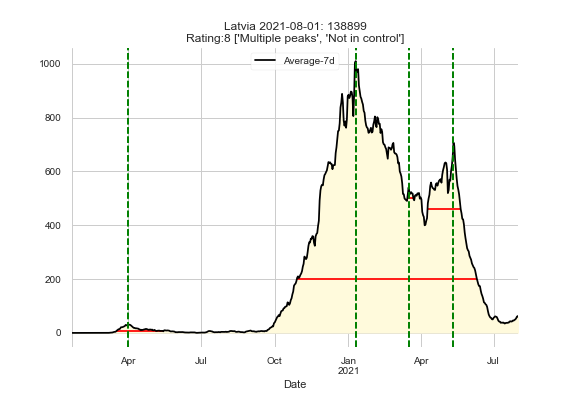 Latvia 2021-08-01: 138899
Rating:8 ['Multiple peaks', 'Not in control']
Average-7d
1000
800
600
400
200
0
Apr Jul Oct Jan Apr Jul
2021
Date